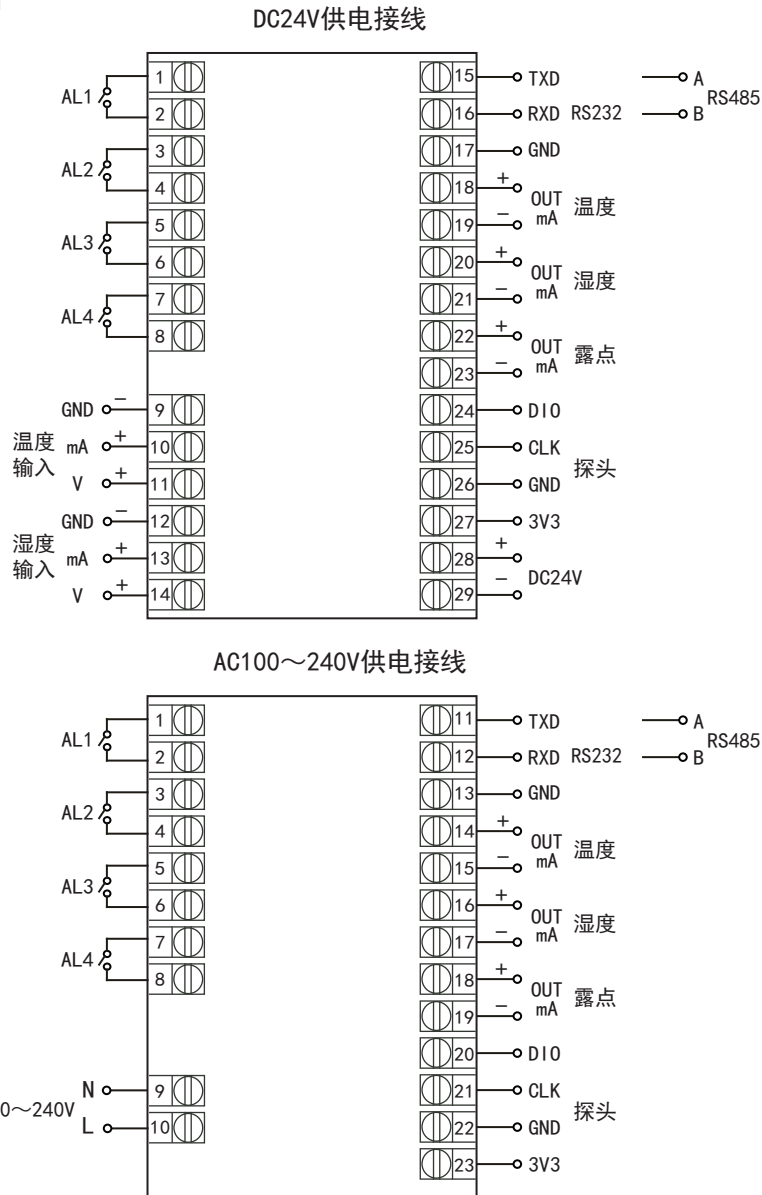 DC24V供电接线
AL1
1
2
AL2
3
4
AL3
5
6
AL4
7
8
温度
输入
GND − 9
mA + 10
V + 11
湿度
输入
GND − 12
mA + 13
V + 14
15 TXD
16 RXD RS232
17 GND
A
B
RS485
18 +
19 −
OUT
mA
温度
20 +
21 −
OUT
mA
湿度
22 +
23 −
OUT
mA
露点
24 DIO
25 CLK
26 GND
27 3V3
探头
28 +
29 −
DC24V
AC100～240V供电接线
AL1
1
2
AL2
3
4
AL3
5
6
AL4
7
8
0～240V
N 9
L 10
11 TXD
12 RXD RS232
13 GND
A
B
RS485
14 +
15 −
OUT
mA
温度
16 +
17 −
OUT
mA
湿度
18 +
19 −
OUT
mA
露点
20 DIO
21 CLK
22 GND
23 3V3
探头